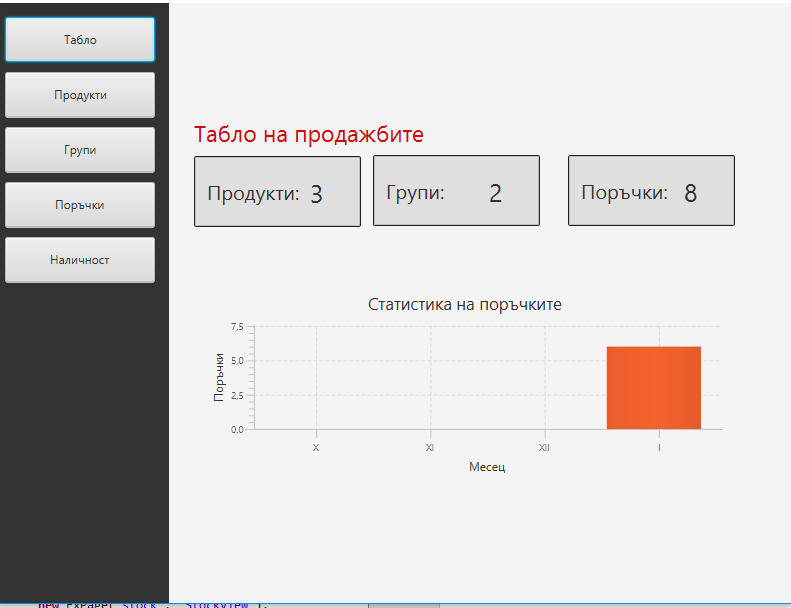 Табло
Продукти
Групи
Поръчки
Наличност
Табло на продажбите
Продукти: 3
Групи: 2
Поръчки: 8
Статистика на поръчките
7,5
5,0
2,5
0,0
Поръчки
X
XI
XII
I
Месец